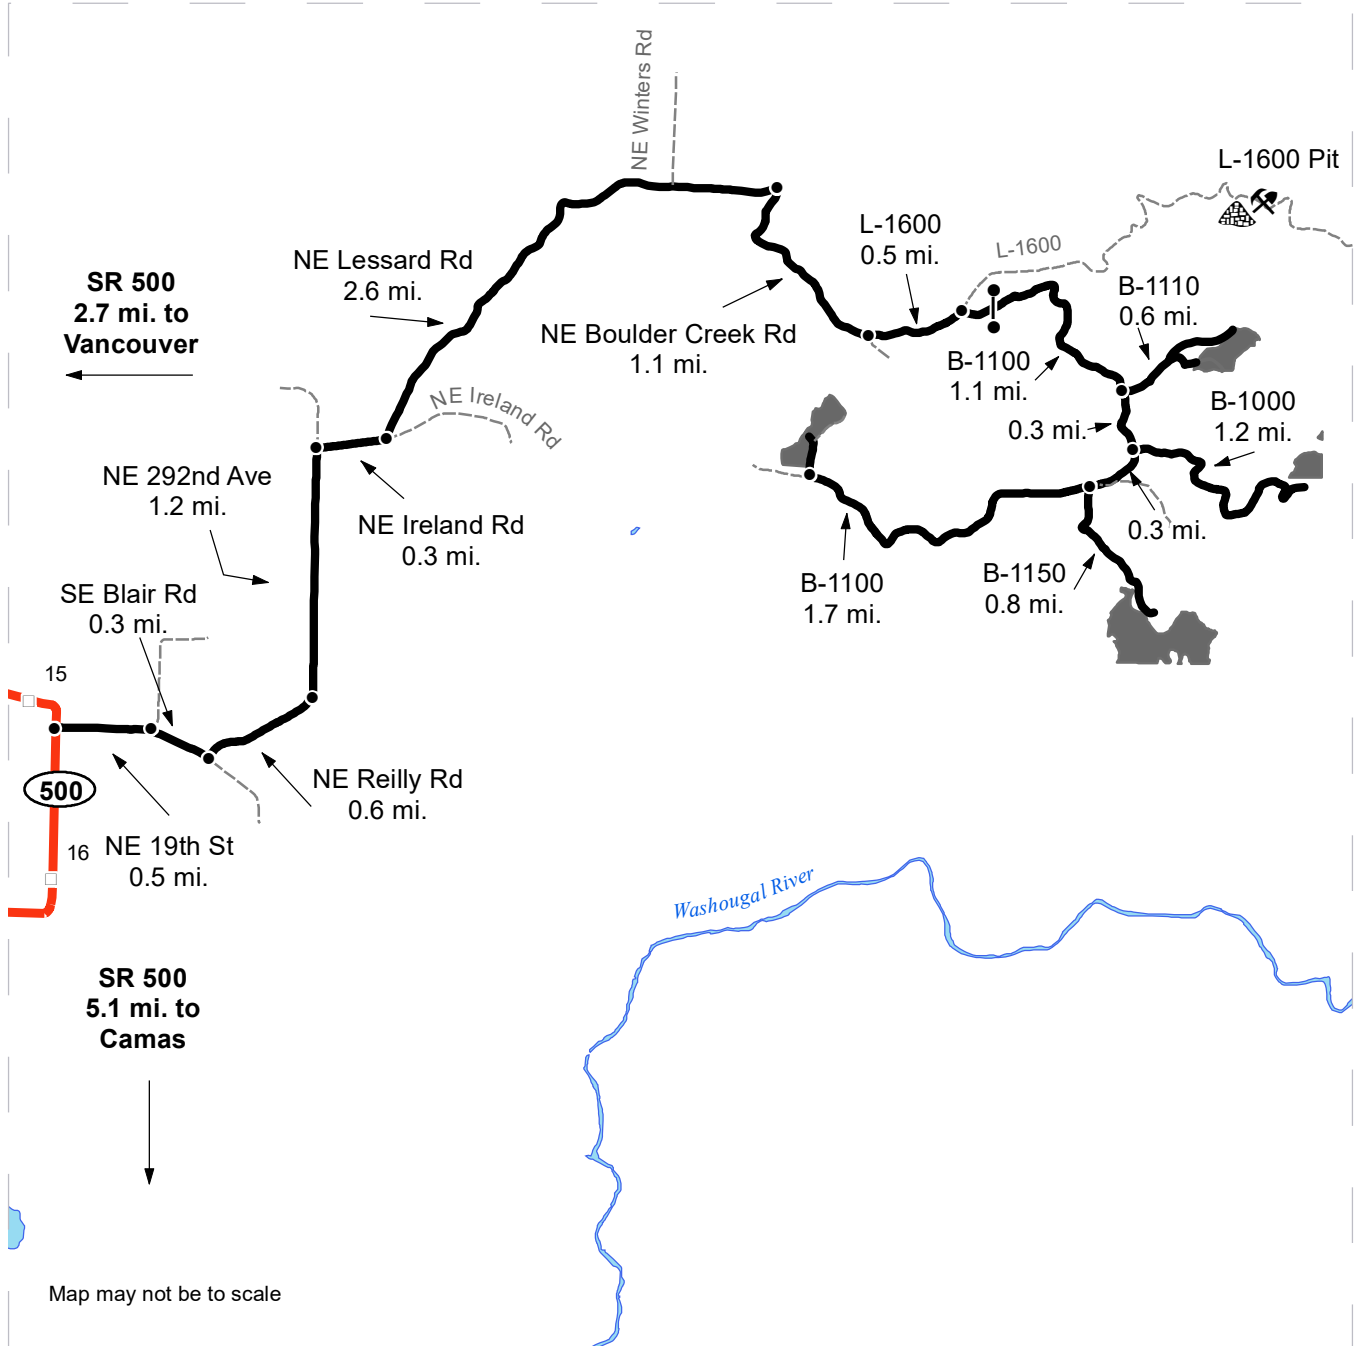 NE Winters Rd
L-1600 Pit
L-1600
0.5 mi.
L-1600
NE Lessard Rd
2.6 mi.
SR 500
2.7 mi. to
Vancouver
B-1110
0.6 mi.
NE Boulder Creek Rd
1.1 mi.
B-1100
1.1 mi.
NE Ireland Rd
B-1000
1.2 mi.
0.3 mi.
NE 292nd Ave
1.2 mi.
NE Ireland Rd
0.3 mi.
0.3 mi.
B-1100
1.7 mi.
B-1150
0.8 mi.
SE Blair Rd
0.3 mi.
15
500
NE Reilly Rd
0.6 mi.
16
NE 19th St
0.5 mi.
Washougal River
SR 500
5.1 mi. to
Camas
Map may not be to scale